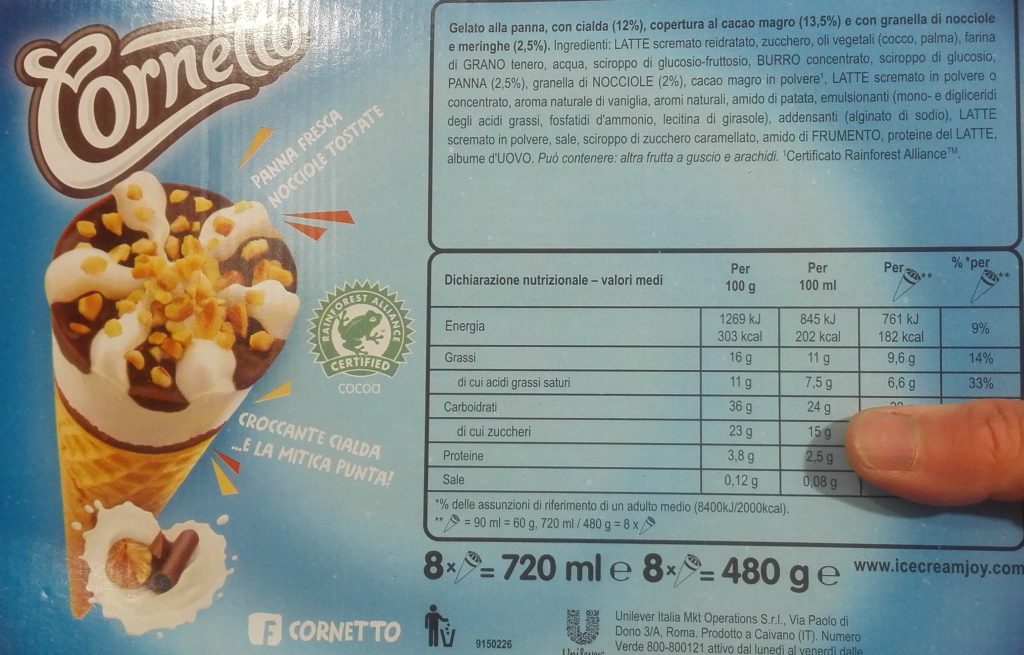 Cornetto
PANNA FRESCA
NOCCIOLE TOSTATE
RAINFOREST ALLIANCE
CERTIFIED
cocoa
CROCCANTE CIALDA
...E LA MITICA PUNTA!
f CORNETTO
Gelato alla panna, con cialda (12%), copertura al cacao magro (13,5%) e con granella di nocciole
e meringhe (2,5%). Ingredienti: LATTE scremato reidratato, zucchero, oli vegetali (cocco, palma), farina
di GRANO tenero, acqua, sciroppo di glucosio-fruttosio, BURRO concentrato, sciroppo di glucosio,
PANNA (2,5%), granella di NOCCIOLE (2%), cacao magro in polvere¹, LATTE scremato in polvere o
concentrato, aroma naturale di vaniglia, aromi naturali, amido di patata, emulsionanti (mono- e digliceridi
degli acidi grassi, fosfatidi d'ammonio, lecitina di girasole), addensanti (alginato di sodio), LATTE
scremato in polvere, sale, sciroppo di zucchero caramellato, amido di FRUMENTO, proteine del LATTE,
albume d'UOVO. Può contenere: altra frutta a guscio e arachidi. ¹Certificato Rainforest Alliance™.
Dichiarazione nutrizionale – valori medi Per 100 g Per 100 ml Per ** % *per **
Energia 1269 kJ 303 kcal 845 kJ 202 kcal 761 kJ 182 kcal 9%
Grassi 16 g 11 g 9,6 g 14%
di cui acidi grassi saturi 11 g 7,5 g 6,6 g 33%
Carboidrati 36 g 24 g
di cui zuccheri 23 g 15 g
Proteine 3,8 g 2,5 g
Sale 0,12 g 0,08 g
*% delle assunzioni di riferimento di un adulto medio (8400kJ/2000kcal).
** = 90 ml = 60 g, 720 ml / 480 g = 8 x
8x = 720 ml e 8x = 480 g e www.icecreamjoy.com
9150226
Unilever
Unilever Italia Mkt Operations S.r.l., Via Paolo di
Dono 3/A, Roma. Prodotto a Caivano (IT). Numero
Verde 800-800121 attivo dal lunedì al venerdì dalle